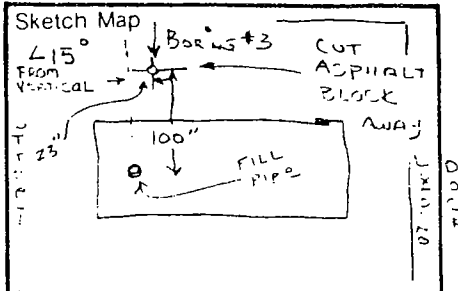 Sketch Map
∠15°
FROM
VERTICAL
BORING #3
CUT
ASPHALT
BLOCK
AWAY
23"
100"
FILL
PIPE